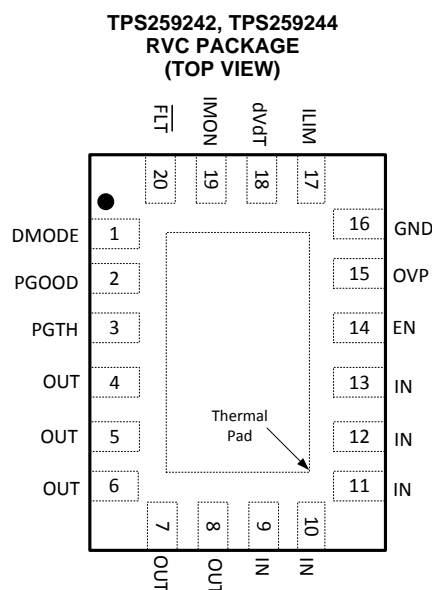 TPS259242, TPS259244
RVC PACKAGE
(TOP VIEW)
FLT IMON dVdT ILIM
20 19 18 17
DMODE 1 16 GND
PGOOD 2 15 OVP
PGTH 3 14 EN
OUT 4 13 IN
OUT 5 12 IN
OUT 6 11 IN
Thermal
Pad
7 8 9 10
OUT OUT IN IN